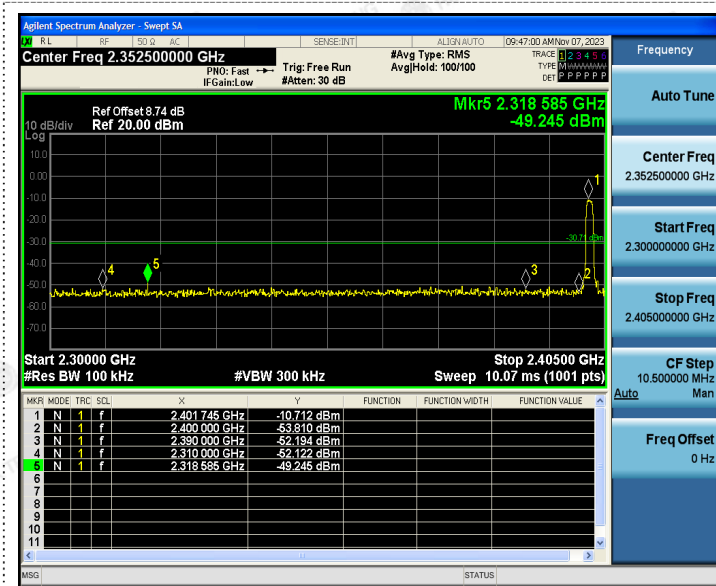 Agilent Spectrum Analyzer - Swept SA
RL RF 50 Ω AC SENSE:INT ALIGN AUTO 09:47:00 AM Nov 07, 2023
Center Freq 2.352500000 GHz
PNO: Fast
IFGain:Low
Trig: Free Run
#Atten: 30 dB
#Avg Type: RMS
Avg|Hold: 100/100
TRACE 1 2 3 4 5 6
TYPE M
DET P P P P P P
Frequency
Auto Tune
Center Freq
2.352500000 GHz
Start Freq
2.300000000 GHz
Stop Freq
2.405000000 GHz
CF Step
10.500000 MHz
Auto Man
Freq Offset
0 Hz
Mkr5 2.318 585 GHz
-49.245 dBm
Ref Offset 8.74 dB
10 dB/div Ref 20.00 dBm
Log
10.0
0.00
-10.0
-20.0
-30.0
-40.0
-50.0
-60.0
-70.0
1
-30.71 dBm
4
5
3
2
Start 2.30000 GHz Stop 2.40500 GHz
#Res BW 100 kHz #VBW 300 kHz Sweep 10.07 ms (1001 pts)
MKR MODE TRC SCL X Y FUNCTION FUNCTION WIDTH FUNCTION VALUE
1 N 1 f 2.401 745 GHz -10.712 dBm
2 N 1 f 2.400 000 GHz -53.810 dBm
3 N 1 f 2.390 000 GHz -52.194 dBm
4 N 1 f 2.310 000 GHz -52.122 dBm
5 N 1 f 2.318 585 GHz -49.245 dBm
6
7
8
9
10
11
MSG STATUS